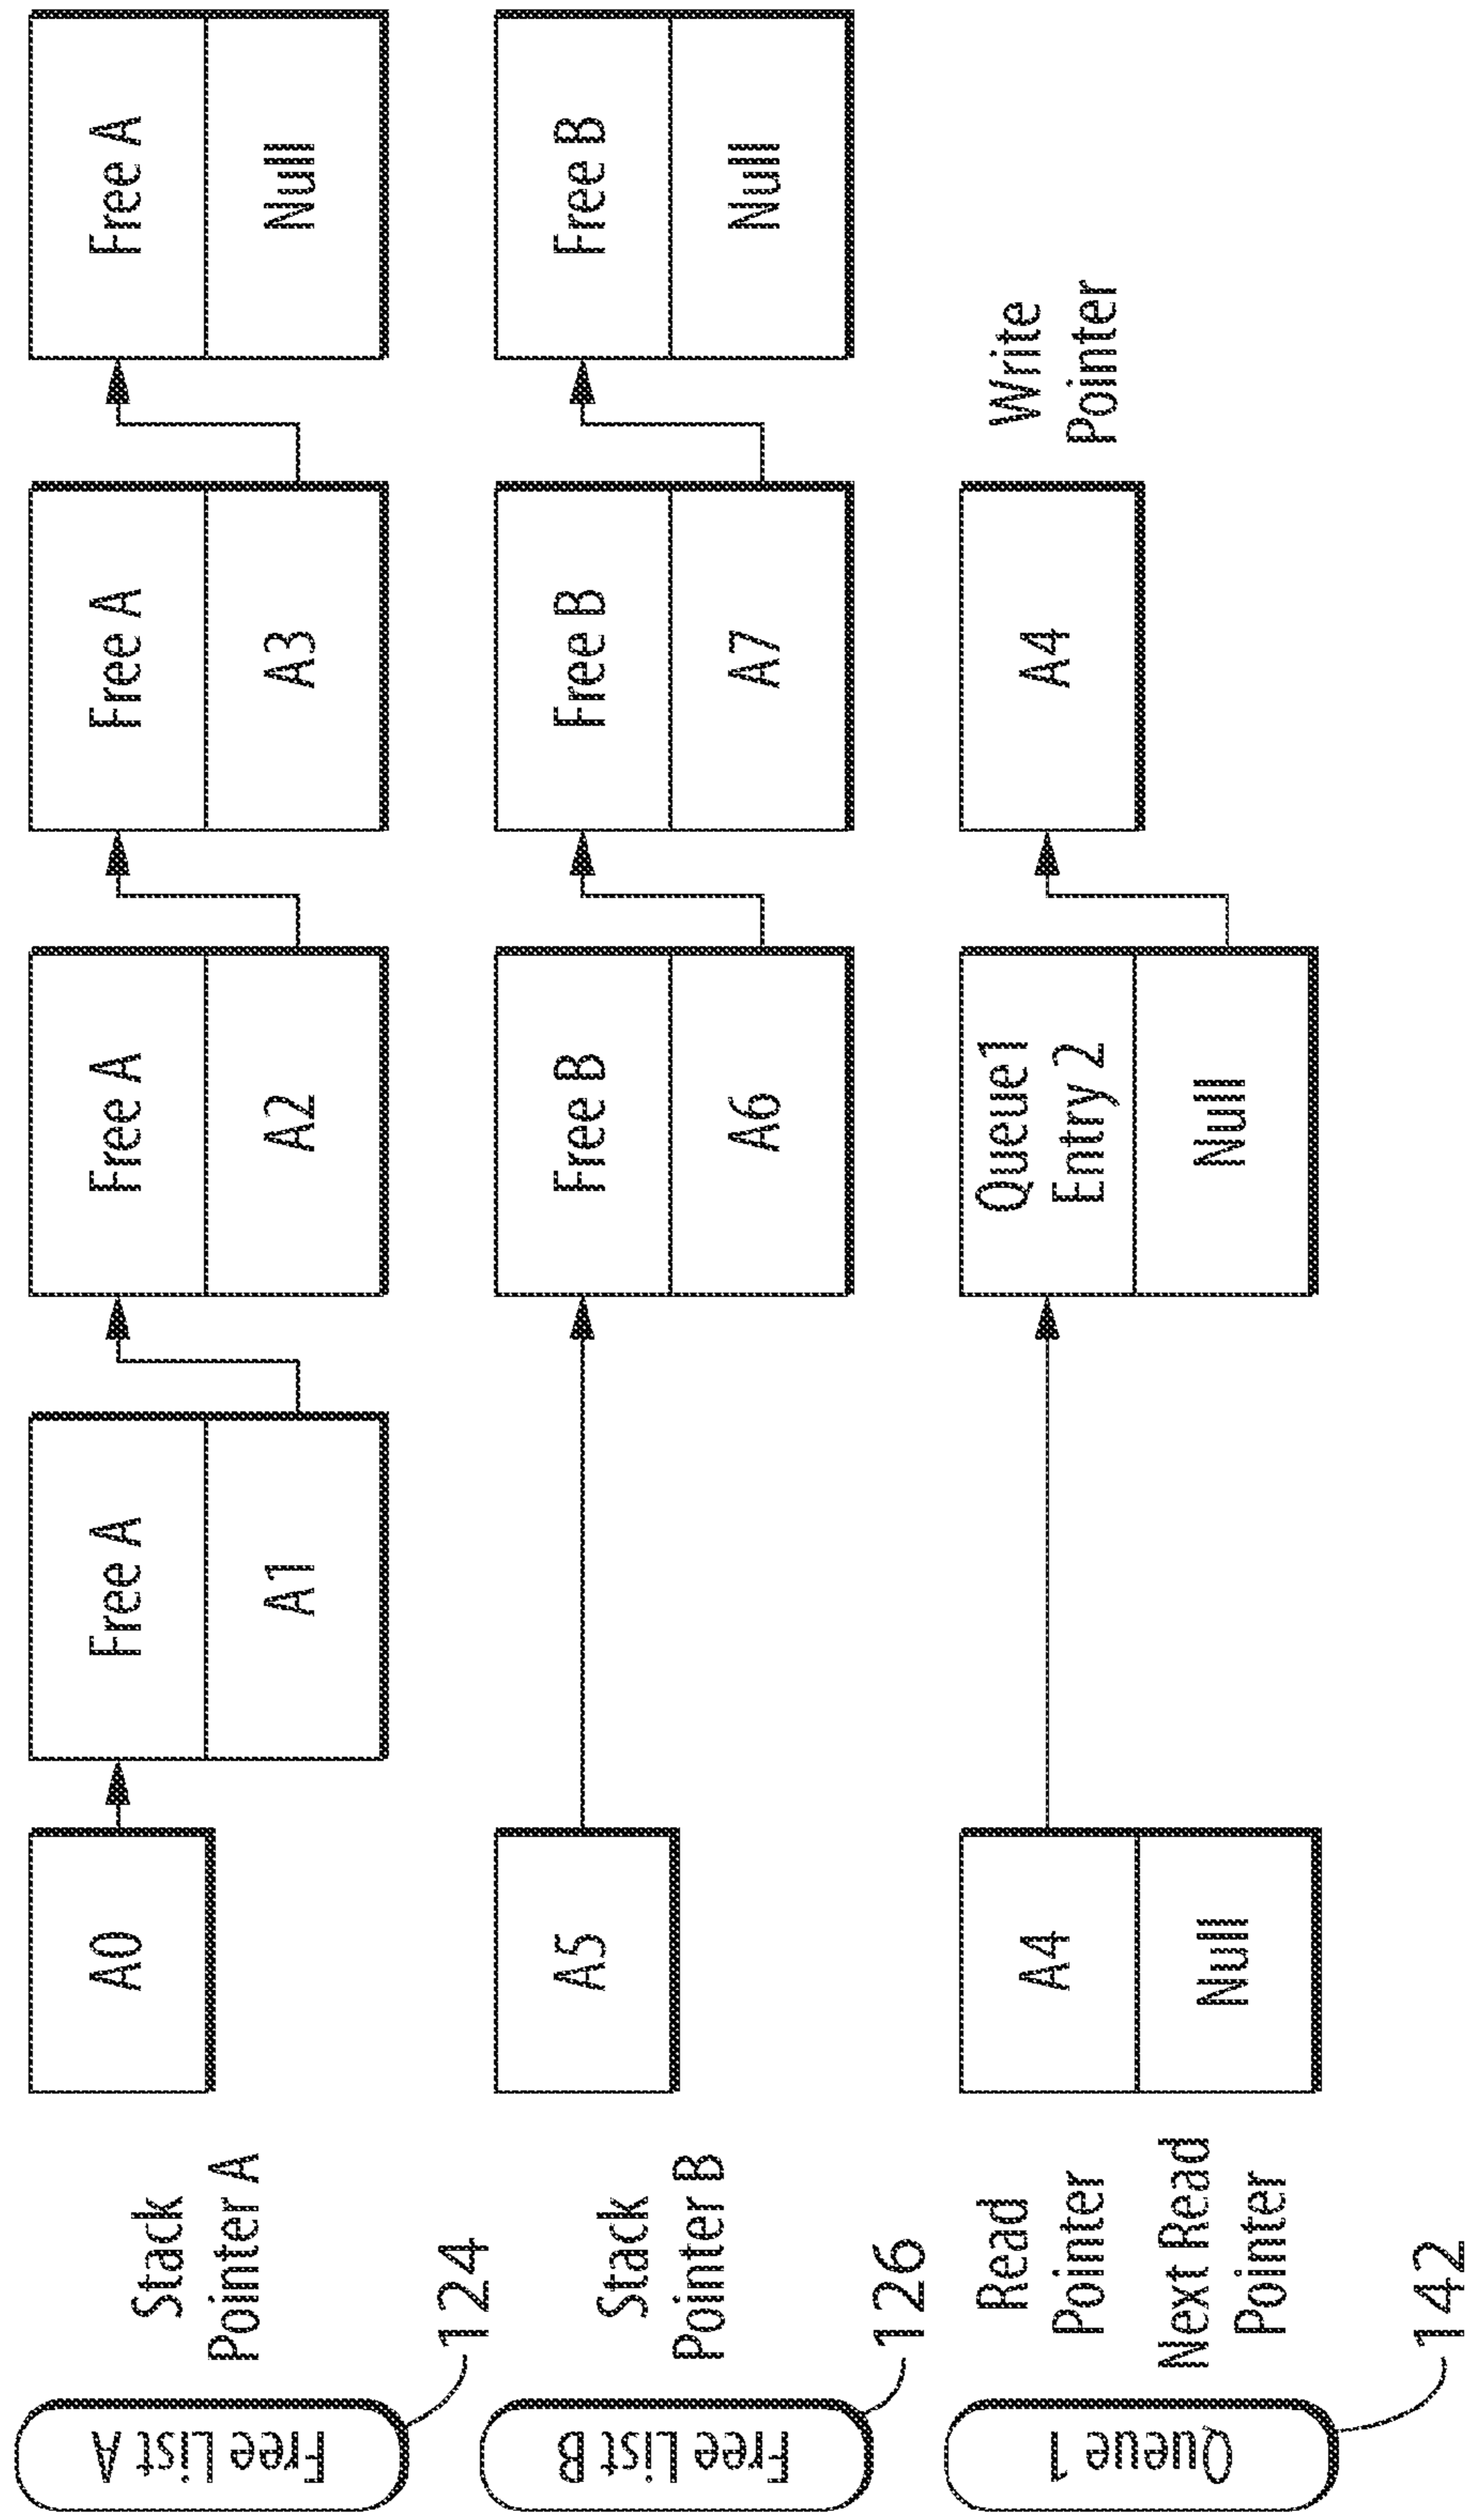 Free List A
124
Stack
Pointer A
A0
Free A
A1
Free A
A2
Free A
A3
Free A
Null
Free List B
126
Stack
Pointer B
A5
Free B
A6
Free B
A7
Free B
Null
Queue 1
142
Read
Pointer
Next Read
Pointer
A4
Null
Queue1
Entry 2
Null
A4
Write
Pointer